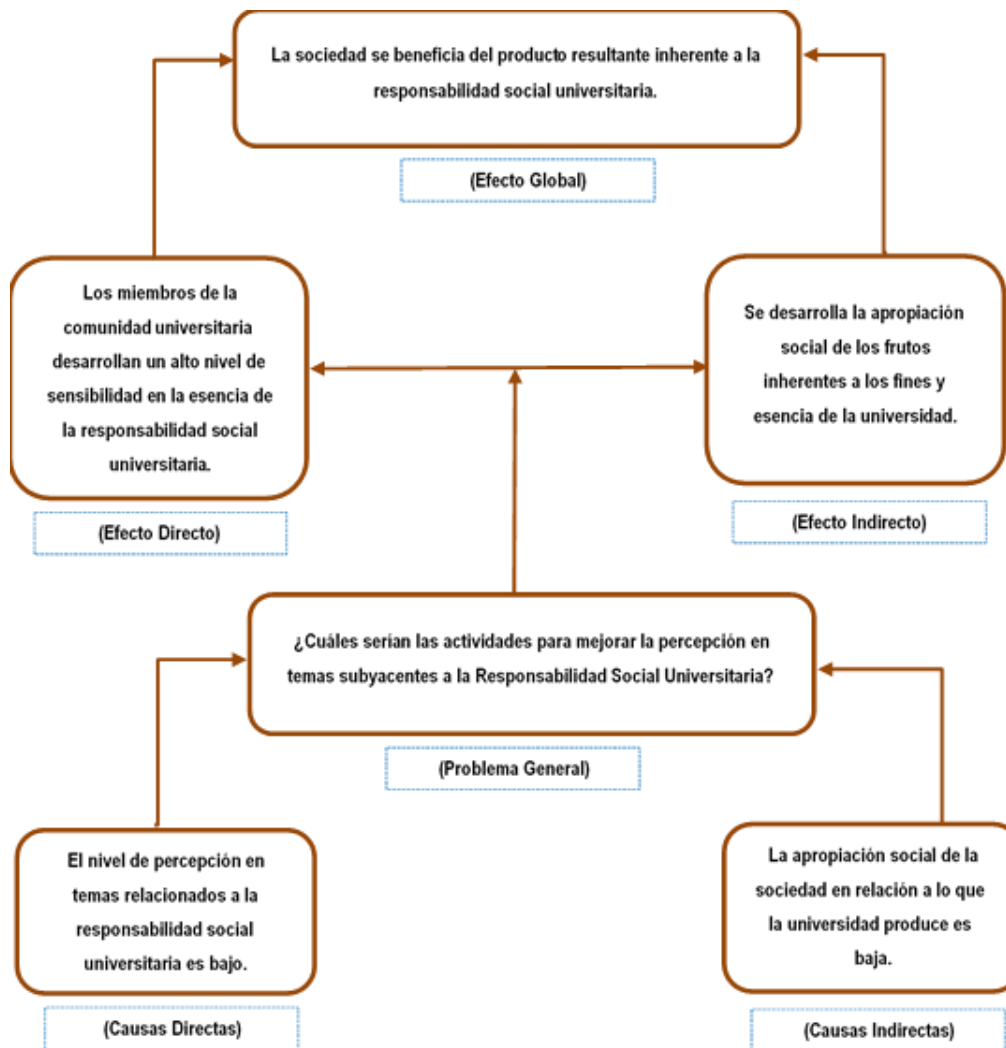 La sociedad se beneficia del producto resultante inherente a la
responsabilidad social universitaria.
(Efecto Global)
Los miembros de la
comunidad universitaria
desarrollan un alto nivel de
sensibilidad en la esencia de
la responsabilidad social
universitaria.
(Efecto Directo)
Se desarrolla la apropiación
social de los frutos
inherentes a los fines y
esencia de la universidad.
(Efecto Indirecto)
¿Cuáles serían las actividades para mejorar la percepción en
temas subyacentes a la Responsabilidad Social Universitaria?
(Problema General)
El nivel de percepción en
temas relacionados a la
responsabilidad social
universitaria es bajo.
(Causas Directas)
La apropiación social de la
sociedad en relación a lo que
la universidad produce es
baja.
(Causas Indirectas)